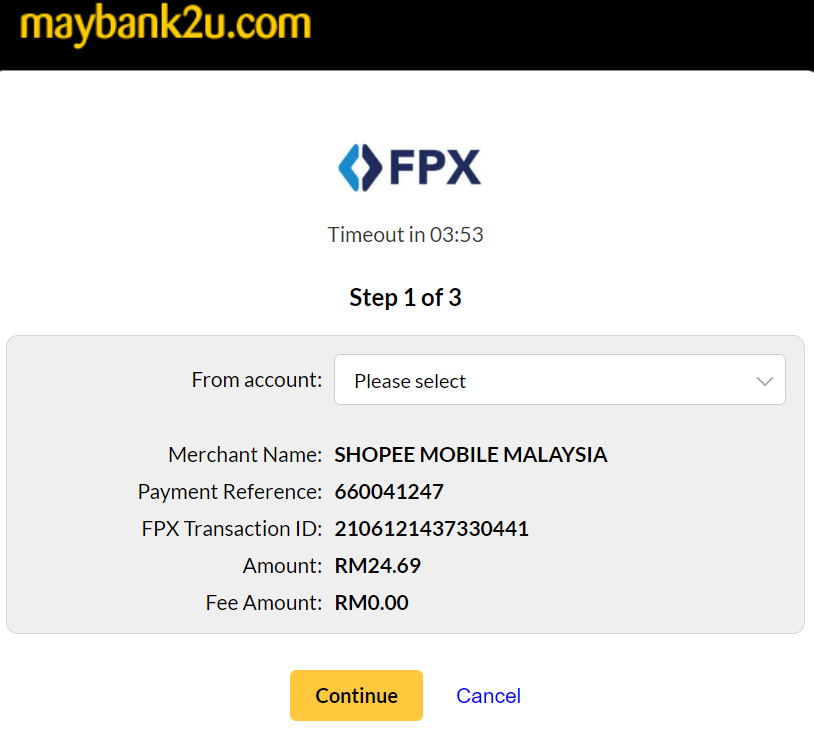 maybank2u.com
FPX
Timeout in 03:53
Step 1 of 3
From account: Please select
Merchant Name: SHOPEE MOBILE MALAYSIA
Payment Reference: 660041247
FPX Transaction ID: 2106121437330441
Amount: RM24.69
Fee Amount: RM0.00
Continue Cancel